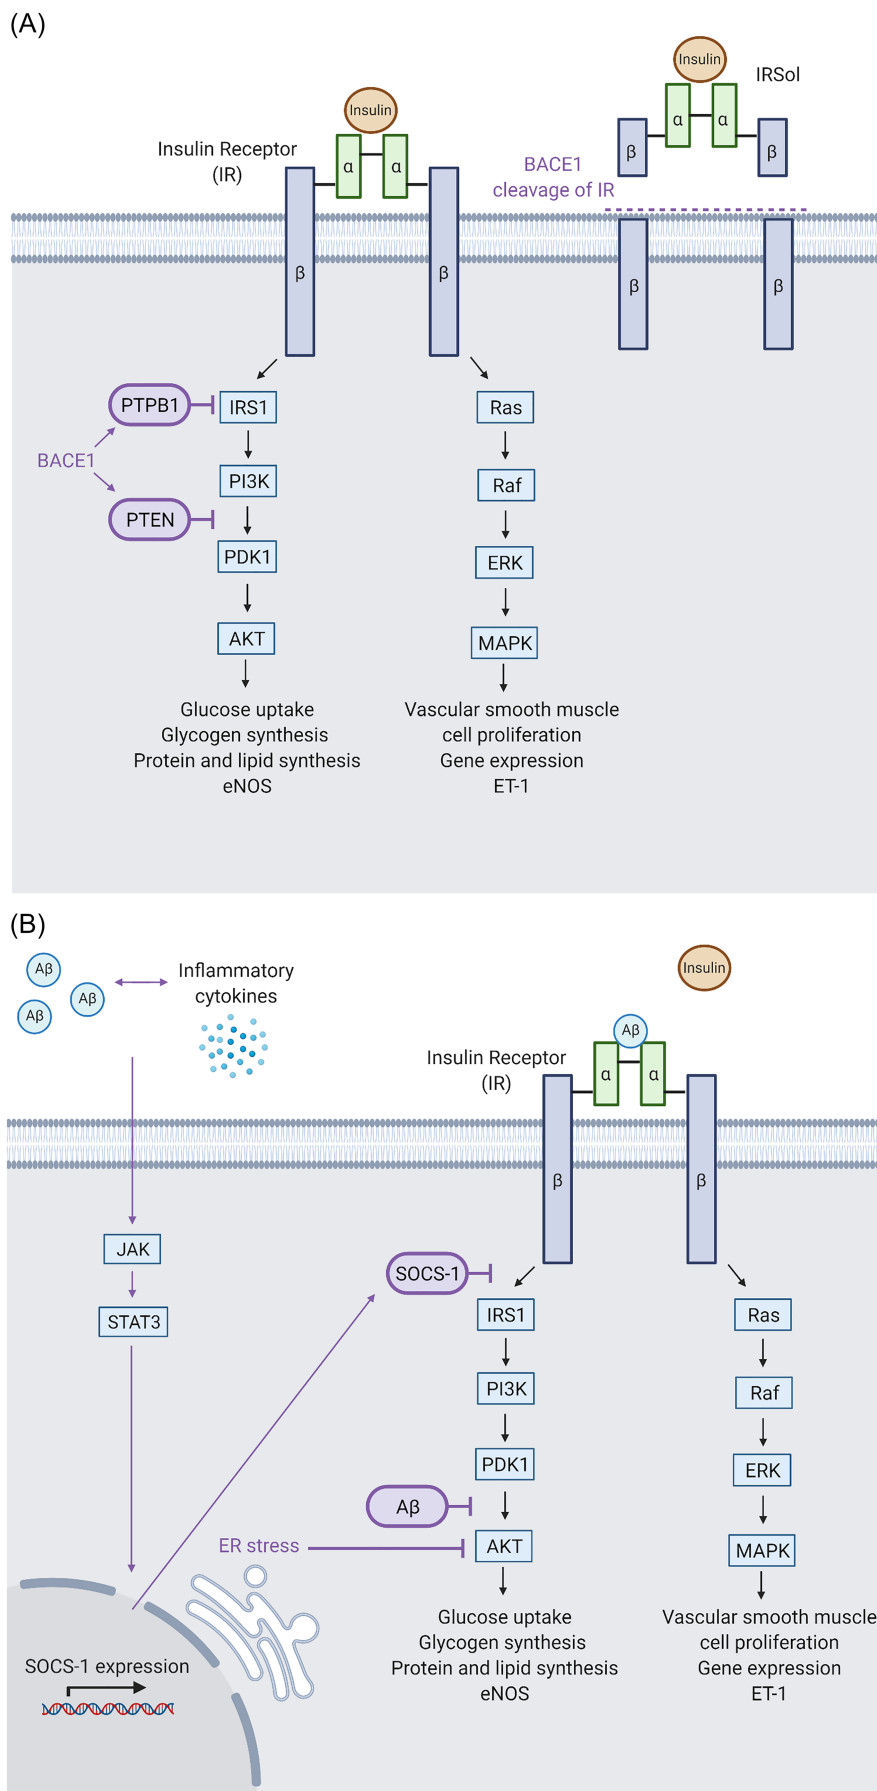 (A)
Insulin
IRSol
Insulin
α
α
β
β
Insulin Receptor
(IR)
α
α
BACE1
cleavage of IR
β
β
β
β
PTPB1
IRS1
Ras
BACE1
PI3K
Raf
PTEN
PDK1
ERK
AKT
MAPK
Glucose uptake
Glycogen synthesis
Protein and lipid synthesis
eNOS
Vascular smooth muscle
cell proliferation
Gene expression
ET-1
(B)
Aβ
Aβ
Aβ
Inflammatory
cytokines
Insulin
Aβ
Insulin Receptor
(IR)
α
α
β
β
JAK
STAT3
SOCS-1
IRS1
Ras
PI3K
Raf
PDK1
ERK
Aβ
ER stress
AKT
MAPK
Glucose uptake
Glycogen synthesis
Protein and lipid synthesis
eNOS
Vascular smooth muscle
cell proliferation
Gene expression
ET-1
SOCS-1 expression